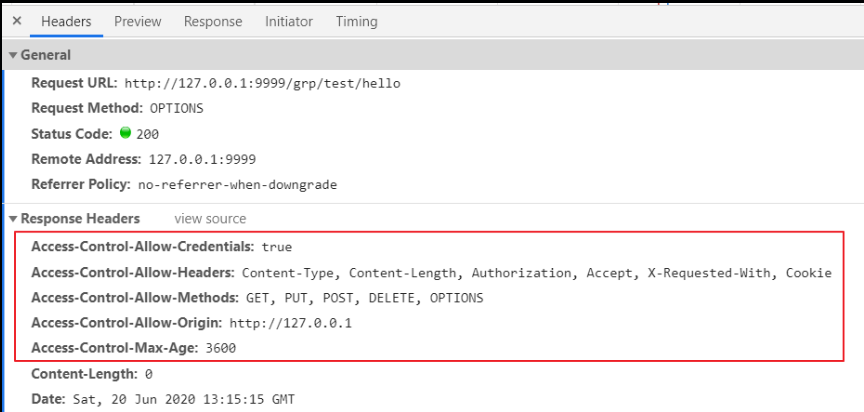 × Headers Preview Response Initiator Timing
▼ General
Request URL: http://127.0.0.1:9999/grp/test/hello
Request Method: OPTIONS
Status Code: 200
Remote Address: 127.0.0.1:9999
Referrer Policy: no-referrer-when-downgrade
▼ Response Headers view source
Access-Control-Allow-Credentials: true
Access-Control-Allow-Headers: Content-Type, Content-Length, Authorization, Accept, X-Requested-With, Cookie
Access-Control-Allow-Methods: GET, PUT, POST, DELETE, OPTIONS
Access-Control-Allow-Origin: http://127.0.0.1
Access-Control-Max-Age: 3600
Content-Length: 0
Date: Sat, 20 Jun 2020 13:15:15 GMT